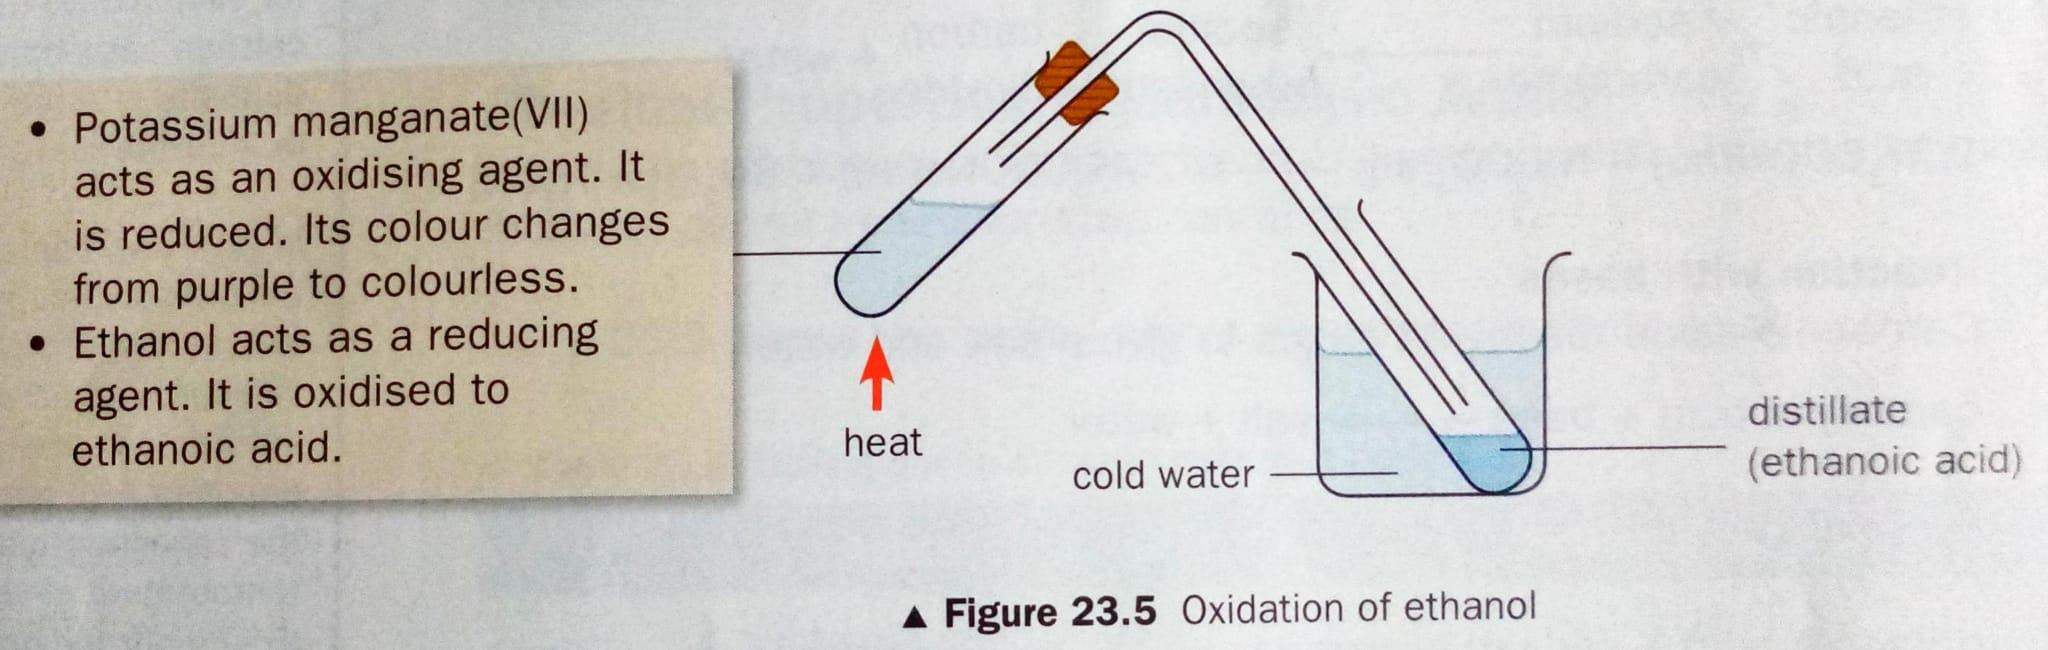 • Potassium manganate(VII)
acts as an oxidising agent. It
is reduced. Its colour changes
from purple to colourless.
• Ethanol acts as a reducing
agent. It is oxidised to
ethanoic acid.
heat
cold water
distillate
(ethanoic acid)
▲ Figure 23.5 Oxidation of ethanol